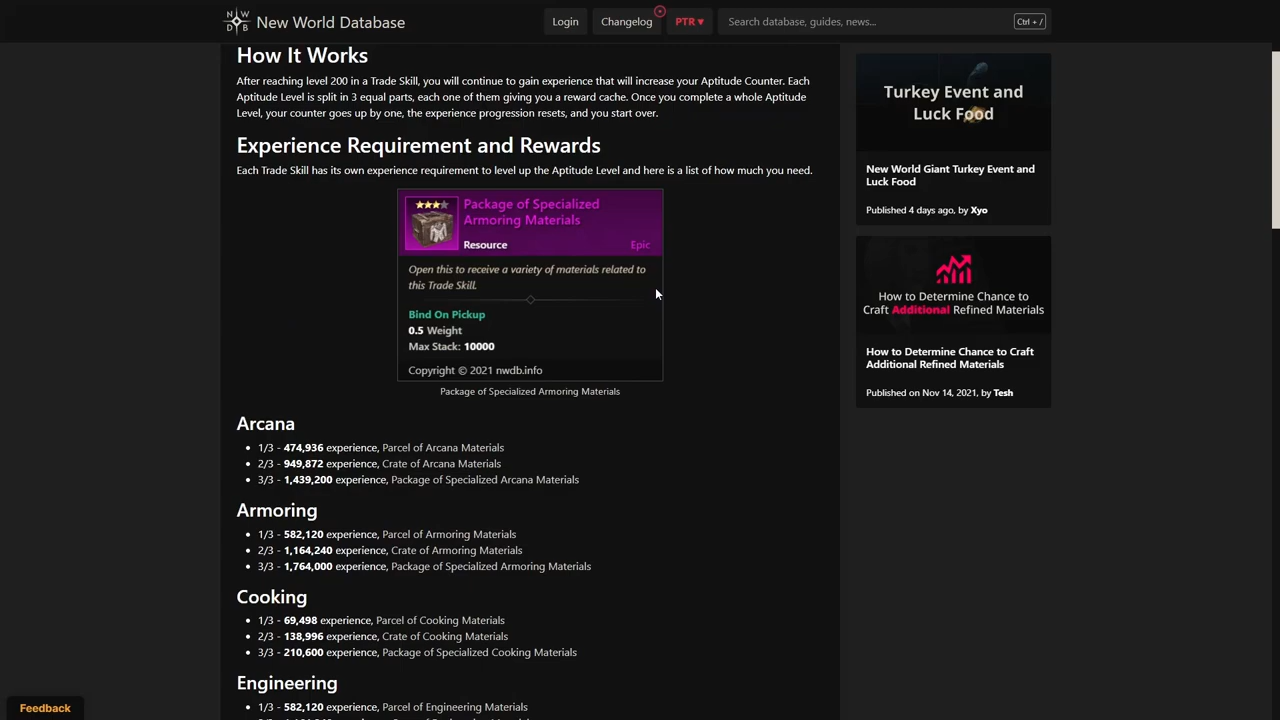 N W
D B
New World Database
Login
Changelog
PTR ▾
Search database, guides, news...
Ctrl + /
How It Works
After reaching level 200 in a Trade Skill, you will continue to gain experience that will increase your Aptitude Counter. Each
Aptitude Level is split in 3 equal parts, each one of them giving you a reward cache. Once you complete a whole Aptitude
Level, your counter goes up by one, the experience progression resets, and you start over.
Experience Requirement and Rewards
Each Trade Skill has its own experience requirement to level up the Aptitude Level and here is a list of how much you need.
Package of Specialized
Armoring Materials
Resource
Epic
Open this to receive a variety of materials related to
this Trade Skill.
Bind On Pickup
0.5 Weight
Max Stack: 10000
Copyright © 2021 nwdb.info
Package of Specialized Armoring Materials
Arcana
• 1/3 - 474,936 experience, Parcel of Arcana Materials
• 2/3 - 949,872 experience, Crate of Arcana Materials
• 3/3 - 1,439,200 experience, Package of Specialized Arcana Materials
Armoring
• 1/3 - 582,120 experience, Parcel of Armoring Materials
• 2/3 - 1,164,240 experience, Crate of Armoring Materials
• 3/3 - 1,764,000 experience, Package of Specialized Armoring Materials
Cooking
• 1/3 - 69,498 experience, Parcel of Cooking Materials
• 2/3 - 138,996 experience, Crate of Cooking Materials
• 3/3 - 210,600 experience, Package of Specialized Cooking Materials
Engineering
• 1/3 - 582,120 experience, Parcel of Engineering Materials
Turkey Event and
Luck Food
New World Giant Turkey Event and
Luck Food
Published 4 days ago, by Xyo
How to Determine Chance to
Craft Additional Refined Materials
How to Determine Chance to Craft
Additional Refined Materials
Published on Nov 14, 2021, by Tesh
Feedback